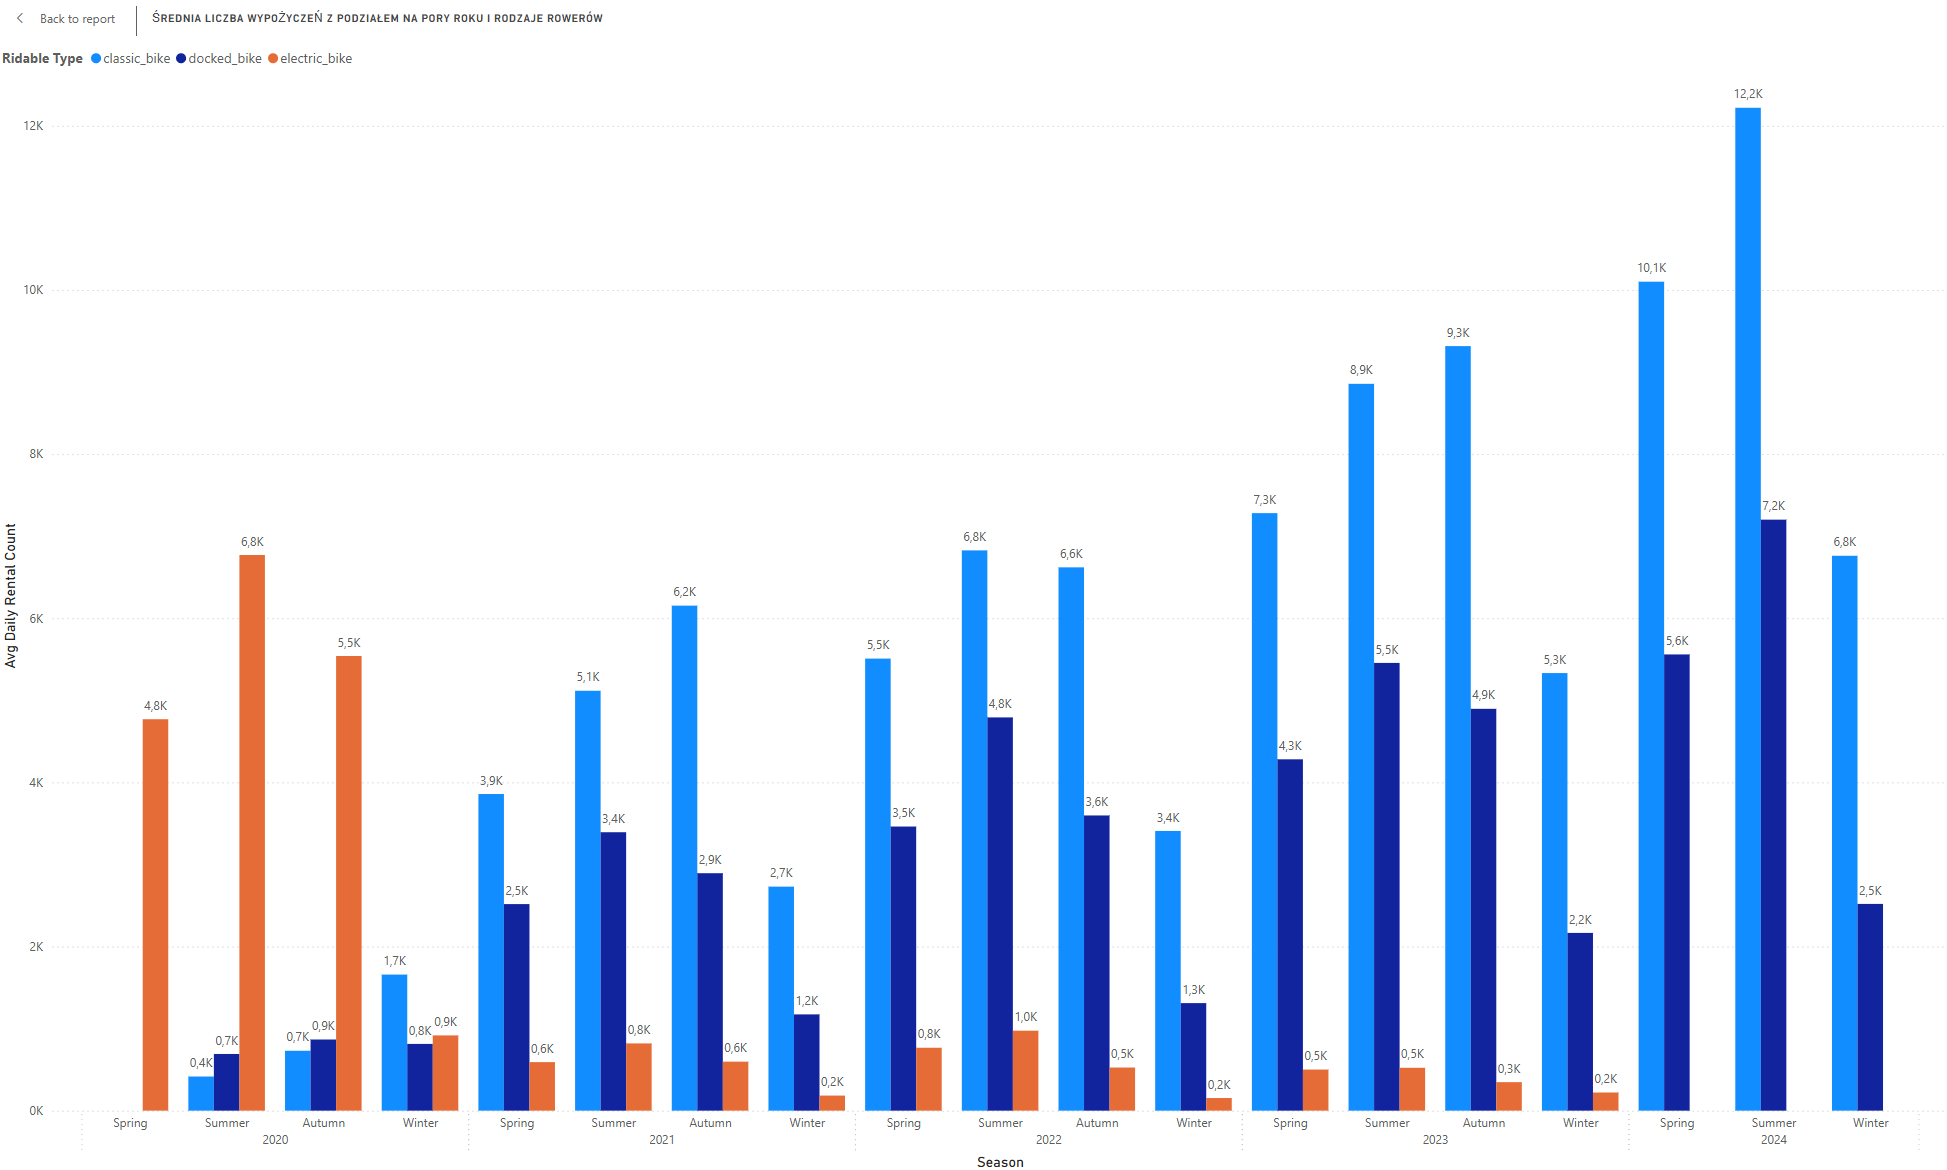 Back to report
ŚREDNIA LICZBA WYPOŻYCZEŃ Z PODZIAŁEM NA PORY ROKU I RODZAJE ROWERÓW
Ridable Type classic_bike docked_bike electric_bike
Avg Daily Rental Count
12K
10K
8K
6K
4K
2K
0K
4,8K
0,4K 0,7K 6,8K
0,7K 0,9K 5,5K
1,7K 0,8K 0,9K
3,9K 2,5K 0,6K
5,1K 3,4K 0,8K
6,2K 2,9K 0,6K
2,7K 1,2K 0,2K
5,5K 3,5K 0,8K
6,8K 4,8K 1,0K
6,6K 3,6K 0,5K
3,4K 1,3K 0,2K
7,3K 4,3K 0,5K
8,9K 5,5K 0,5K
9,3K 4,9K 0,3K
5,3K 2,2K 0,2K
10,1K 5,6K
12,2K 7,2K
6,8K 2,5K
Spring Summer Autumn Winter Spring Summer Autumn Winter Spring Summer Autumn Winter Spring Summer Autumn Winter Spring Summer Winter
2020 2021 2022 2023 2024
Season